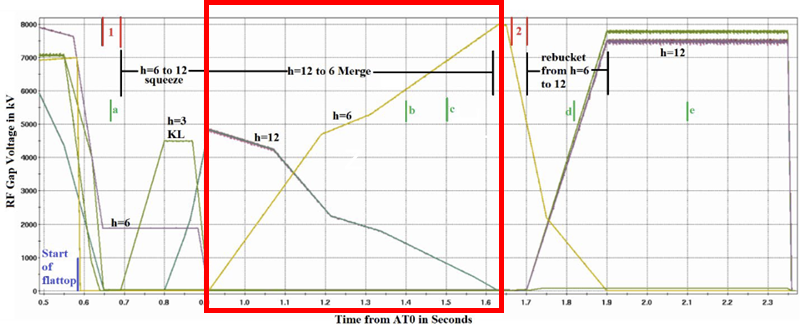 RF Gap Voltage in kV
8000
7000
6000
5000
4000
3000
2000
1000
0
1
2
h=6 to 12
squeeze
h=12 to 6 Merge
rebucket
from h=6
to 12
h=12
a
h=3
KL
h=12
h=6
b
c
d
e
h=6
Start
of
flattop
0.5 0.6 0.7 0.8 0.9 1.0 1.1 1.2 1.3 1.4 1.5 1.6 1.7 1.8 1.9 2.0 2.1 2.2 2.3
Time from AT0 in Seconds